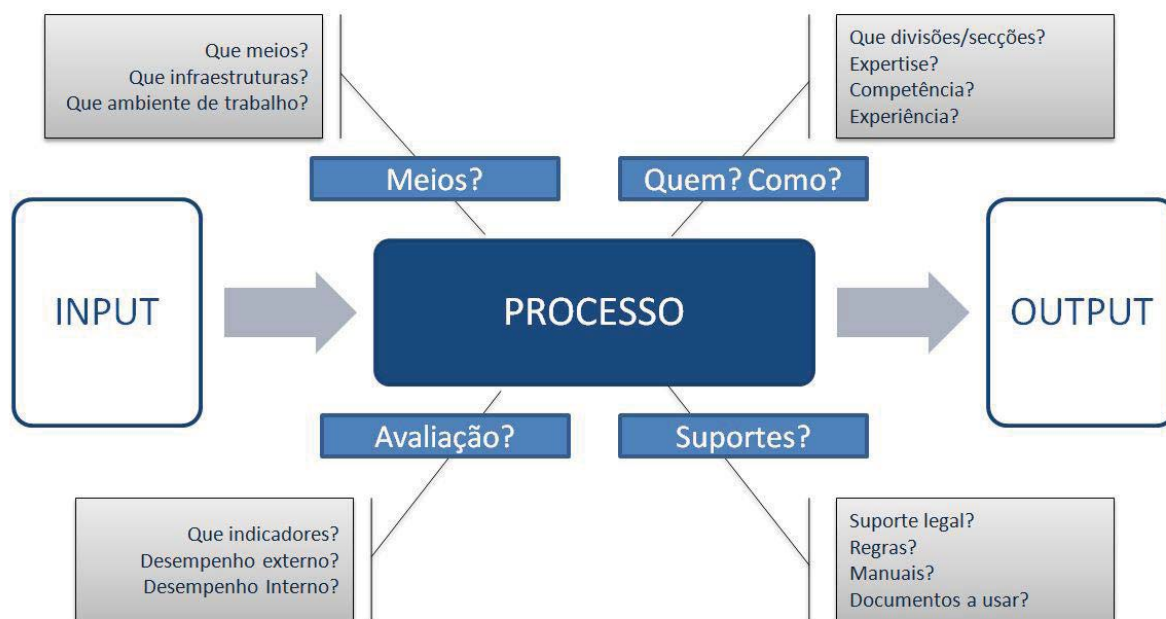 Que meios?
Que infraestruturas?
Que ambiente de trabalho?
Que divisões/secções?
Expertise?
Competência?
Experiência?
Meios?
Quem? Como?
INPUT
PROCESSO
OUTPUT
Avaliação?
Suportes?
Que indicadores?
Desempenho externo?
Desempenho Interno?
Suporte legal?
Regras?
Manuais?
Documentos a usar?